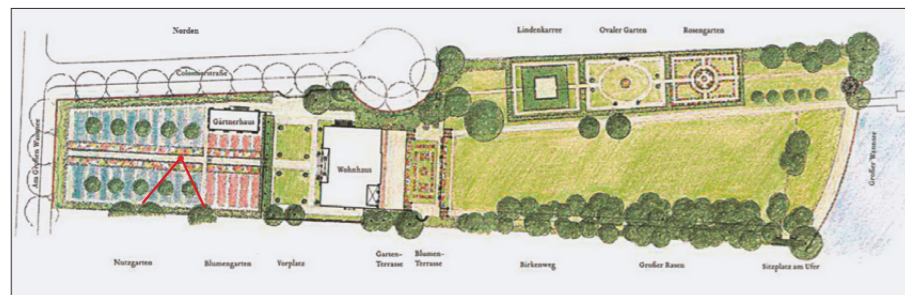 Norden
Lindenkarree
Ovaler Garten
Rosengarten
Colomierstraße
Am Großen Wannsee
Gärtnerhaus
Wohnhaus
Großer Wannsee
Nutzgarten
Blumengarten
Vorplatz
Garten-
Terrasse
Blumen-
Terrasse
Birkenweg
Großer Rasen
Sitzplatz am Ufer